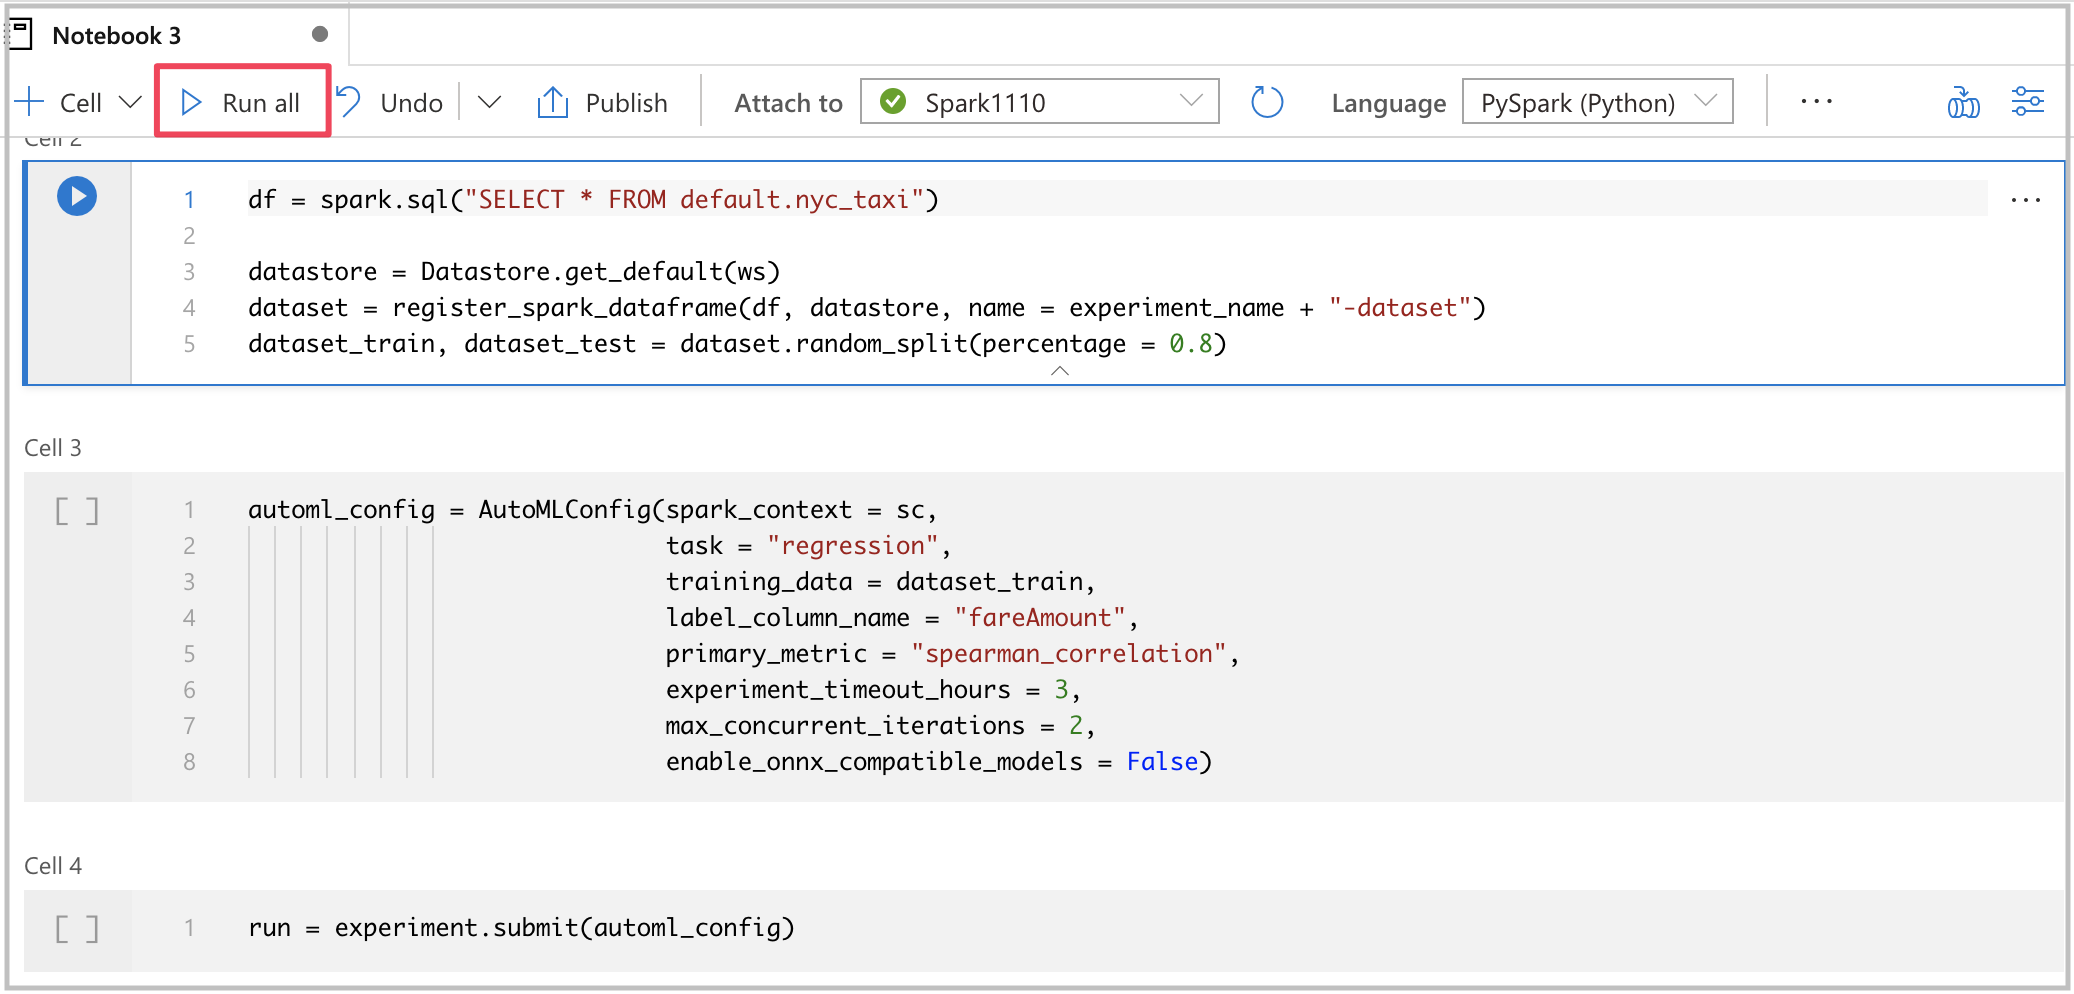 Notebook 3
Cell Run all Undo Publish Attach to Spark1110 Language PySpark (Python) ...
Cell 2
1 df = spark.sql("SELECT * FROM default.nyc_taxi") ...
2
3 datastore = Datastore.get_default(ws)
4 dataset = register_spark_dataframe(df, datastore, name = experiment_name + "-dataset")
5 dataset_train, dataset_test = dataset.random_split(percentage = 0.8)
Cell 3
[ ] 1 automl_config = AutoMLConfig(spark_context = sc,
2 task = "regression",
3 training_data = dataset_train,
4 label_column_name = "fareAmount",
5 primary_metric = "spearman_correlation",
6 experiment_timeout_hours = 3,
7 max_concurrent_iterations = 2,
8 enable_onnx_compatible_models = False)
Cell 4
[ ] 1 run = experiment.submit(automl_config)